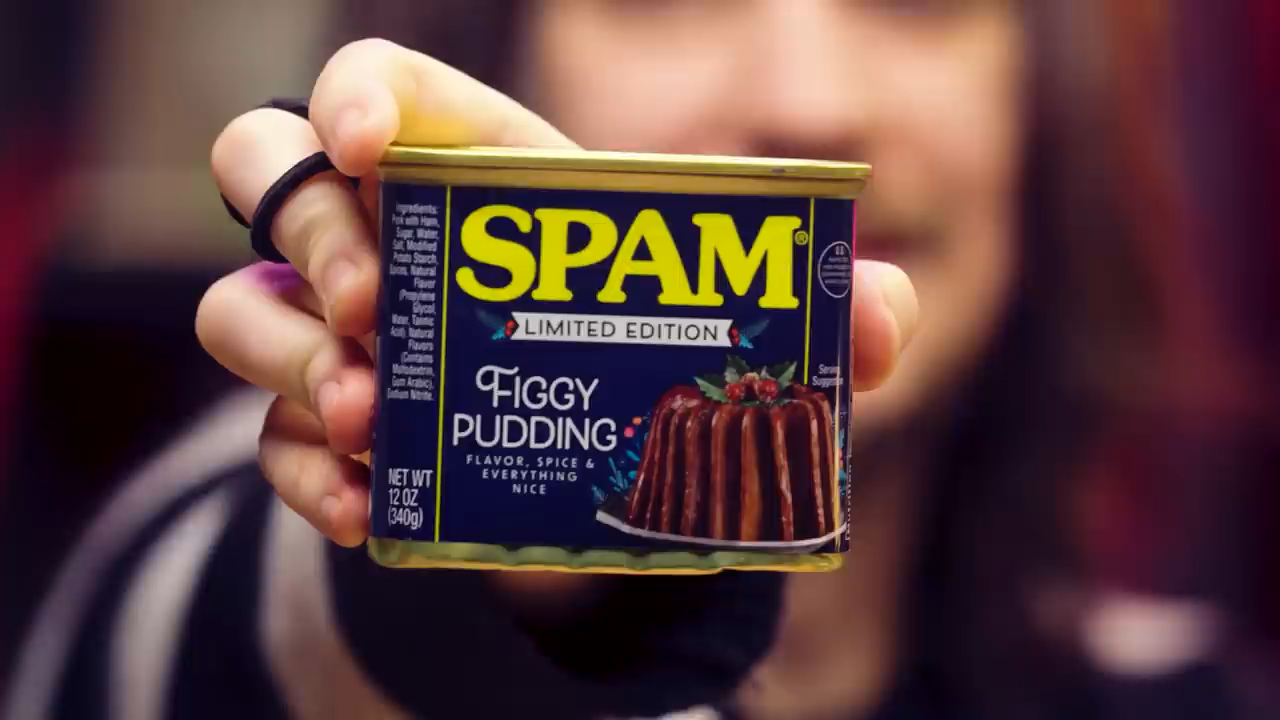 Ingredients:
Pork with Ham,
Sugar, Water,
Salt, Modified
Potato Starch,
Spices, Natural
Flavor
(Propylene
Glycol,
Water, Tannic
Acid), Natural
Flavors
(Contains
Maltodextrin,
Gum Arabic),
Sodium Nitrite.
NET WT
12 OZ
(340g)
SPAM®
LIMITED EDITION
FIGGY
PUDDING
FLAVOR, SPICE &
EVERYTHING
NICE
Serving
Suggestion